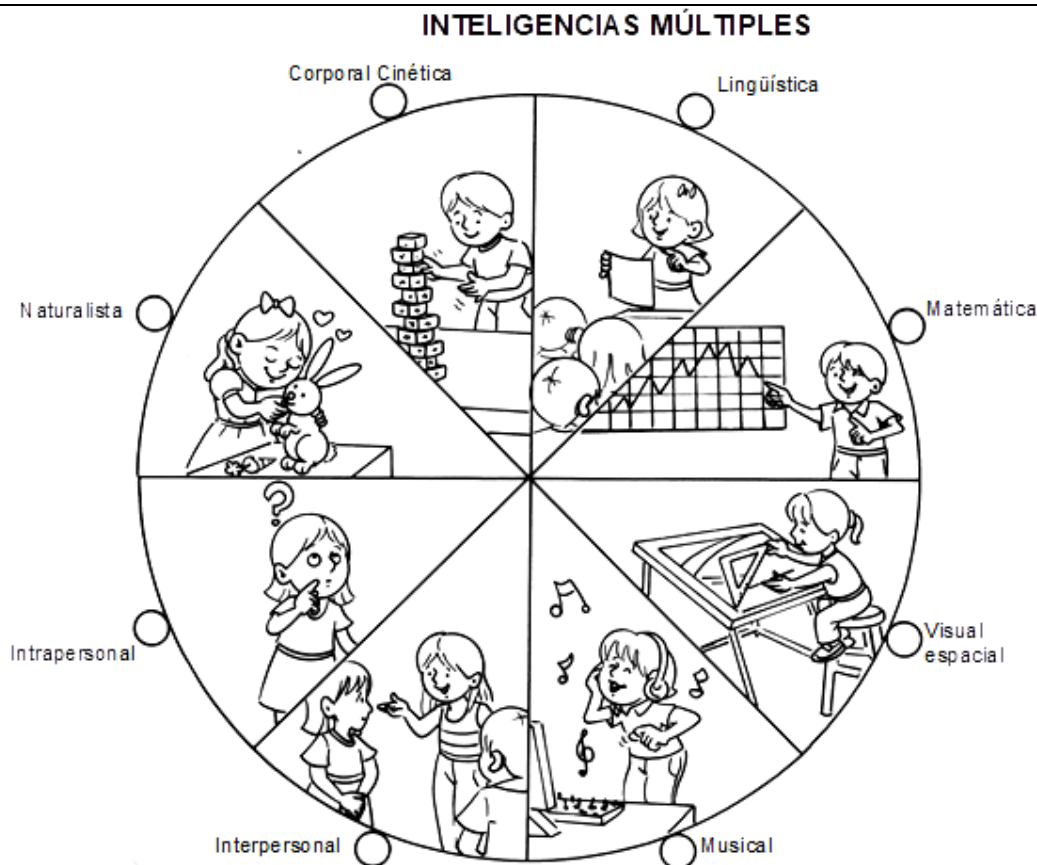 INTELIGENCIAS MÚLTIPLES
Corporal Cinética
Lingüística
Naturalista
Matemática
?
Intrapersonal
Visual
espacial
Interpersonal
Musical